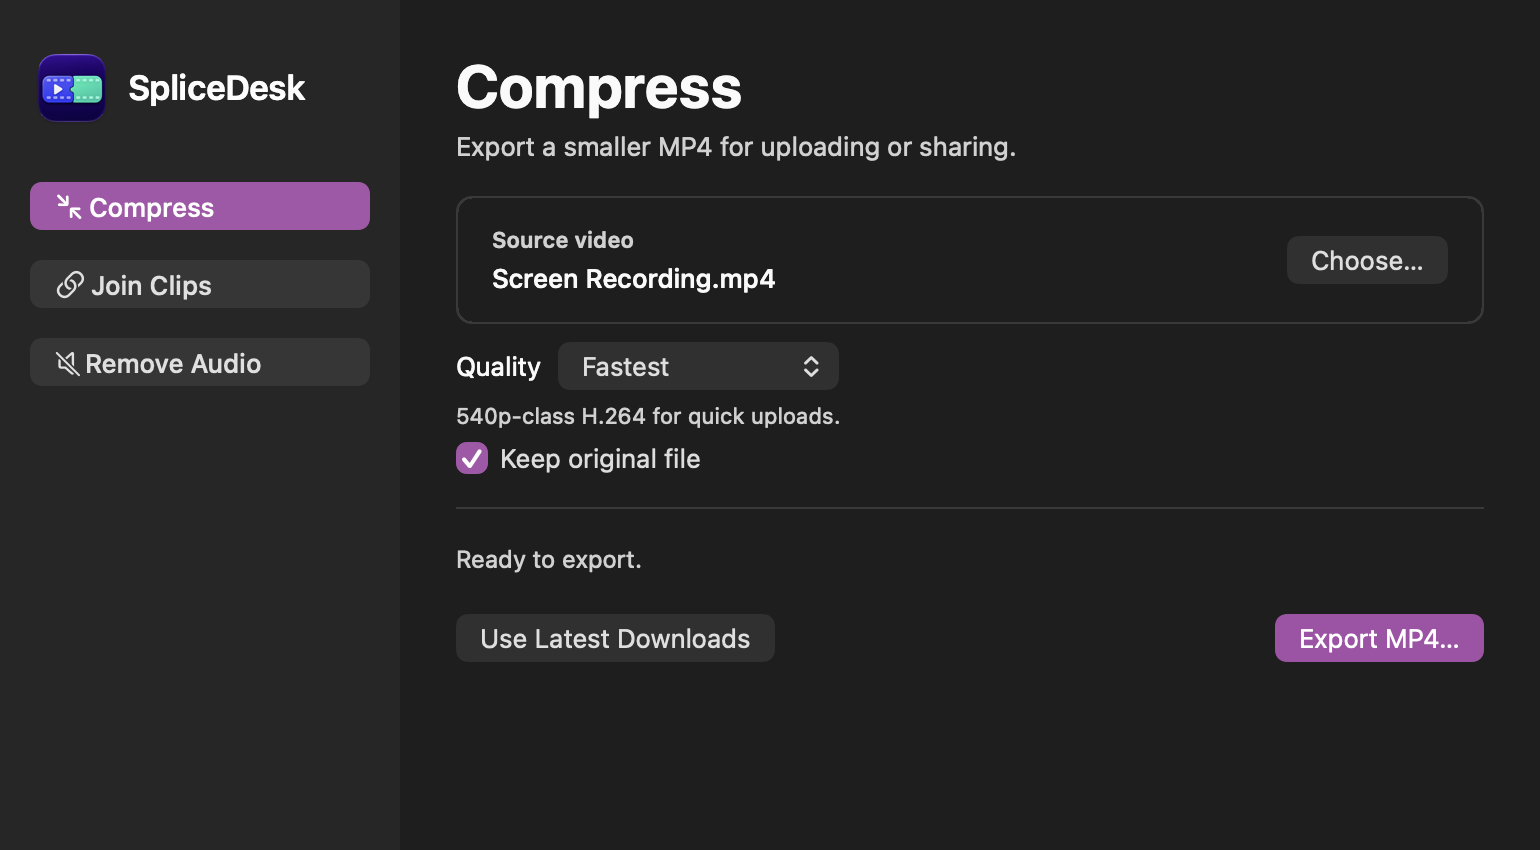 SpliceDesk
Compress
Join Clips
Remove Audio
Compress
Export a smaller MP4 for uploading or sharing.
Source video
Screen Recording.mp4
Choose...
Quality
Fastest
540p-class H.264 for quick uploads.
Keep original file
Ready to export.
Use Latest Downloads
Export MP4...